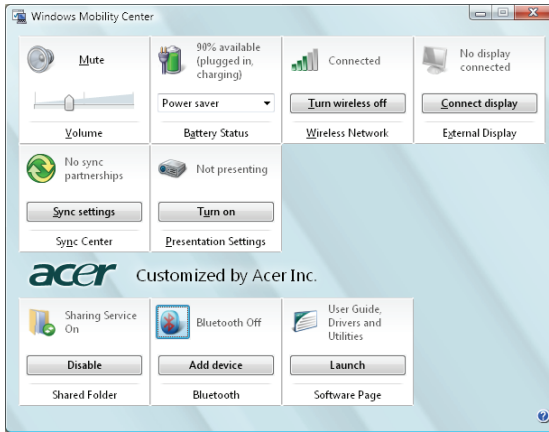 Windows Mobility Center
Mute
Volume
90% available
(plugged in,
charging)
Power saver
Battery Status
Connected
Turn wireless off
Wireless Network
No display
connected
Connect display
External Display
No sync
partnerships
Sync settings
Sync Center
Not presenting
Turn on
Presentation Settings
acer Customized by Acer Inc.
Sharing Service
On
Disable
Shared Folder
Bluetooth Off
Add device
Bluetooth
User Guide,
Drivers and
Utilities
Launch
Software Page